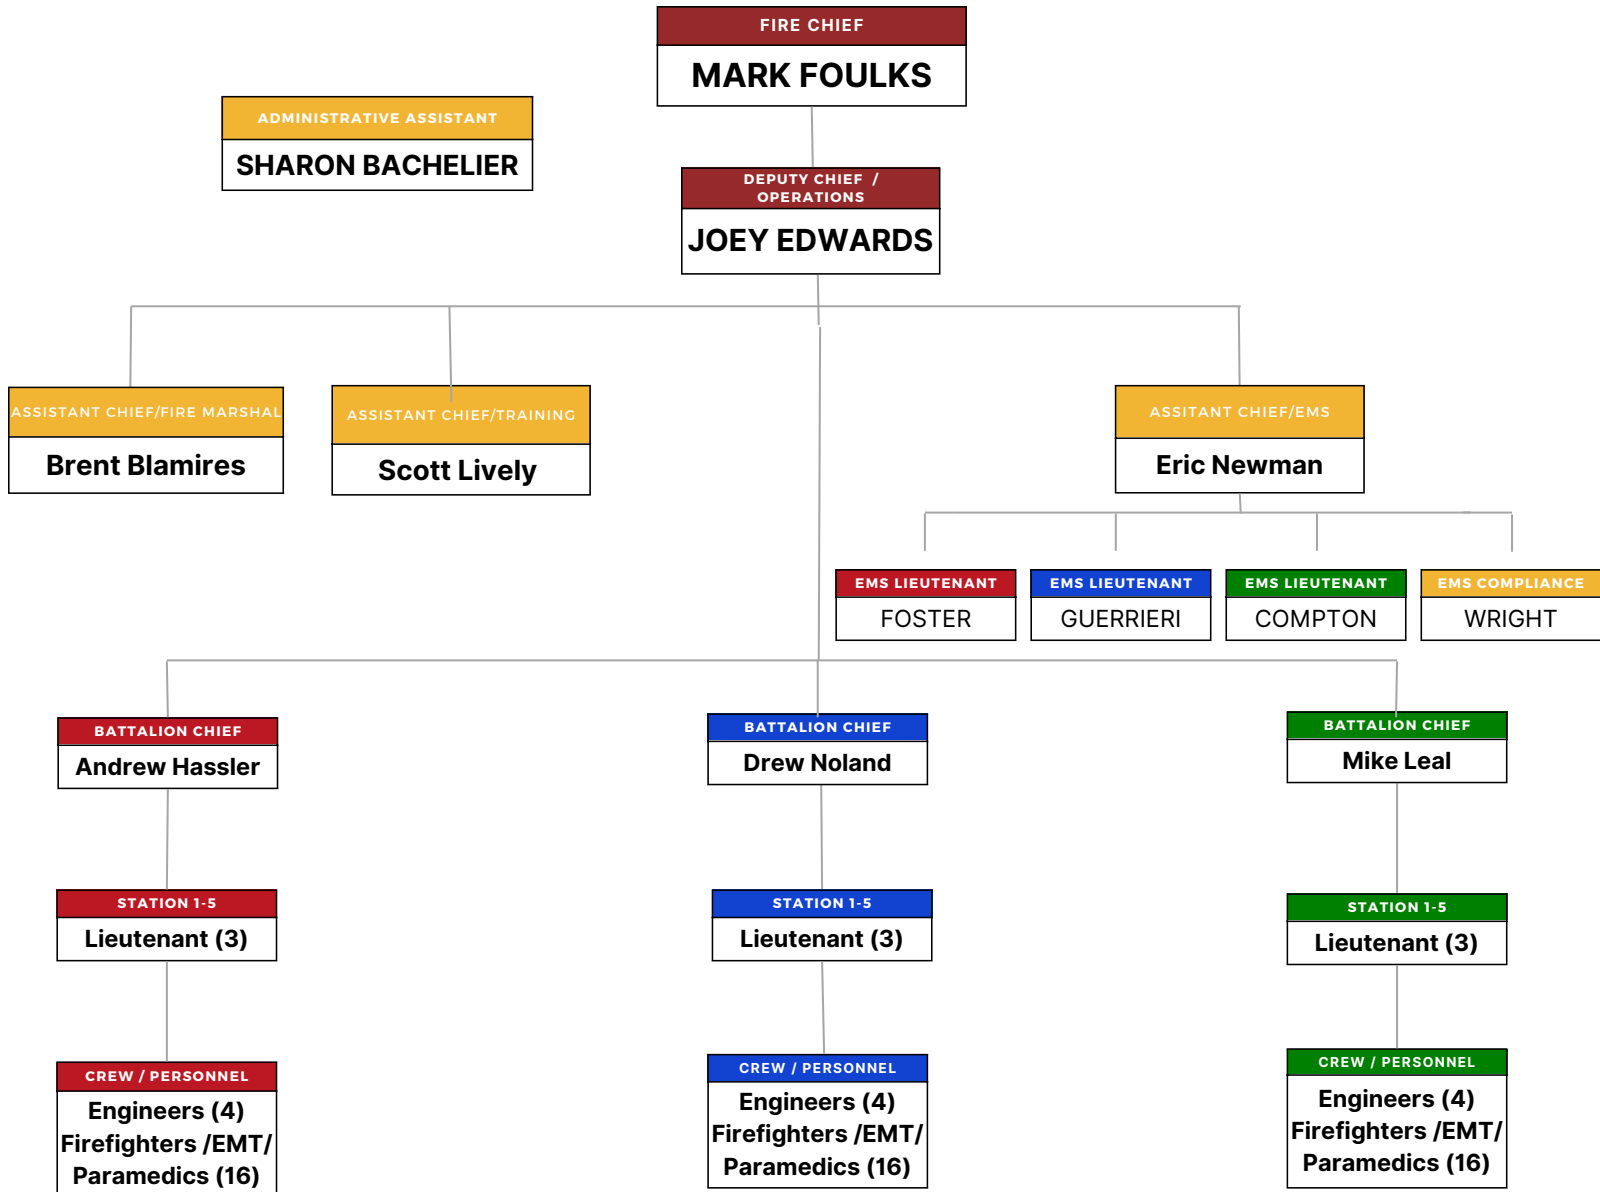 FIRE CHIEF
MARK FOULKS
ADMINISTRATIVE ASSISTANT
SHARON BACHELIER
DEPUTY CHIEF /
OPERATIONS
JOEY EDWARDS
ASSISTANT CHIEF/FIRE MARSHAL
Brent Blamires
ASSISTANT CHIEF/TRAINING
Scott Lively
ASSITANT CHIEF/EMS
Eric Newman
EMS LIEUTENANT
FOSTER
EMS LIEUTENANT
GUERRIERI
EMS LIEUTENANT
COMPTON
EMS COMPLIANCE
WRIGHT
BATTALION CHIEF
Andrew Hassler
BATTALION CHIEF
Drew Noland
BATTALION CHIEF
Mike Leal
STATION 1-5
Lieutenant (3)
STATION 1-5
Lieutenant (3)
STATION 1-5
Lieutenant (3)
CREW / PERSONNEL
Engineers (4)
Firefighters /EMT/
Paramedics (16)
CREW / PERSONNEL
Engineers (4)
Firefighters /EMT/
Paramedics (16)
CREW / PERSONNEL
Engineers (4)
Firefighters /EMT/
Paramedics (16)